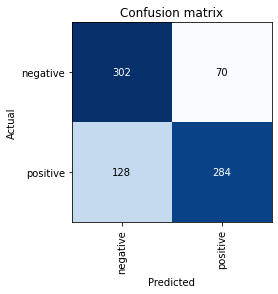 Confusion matrix
Actual
negative
302
70
positive
128
284
negative
positive
Predicted